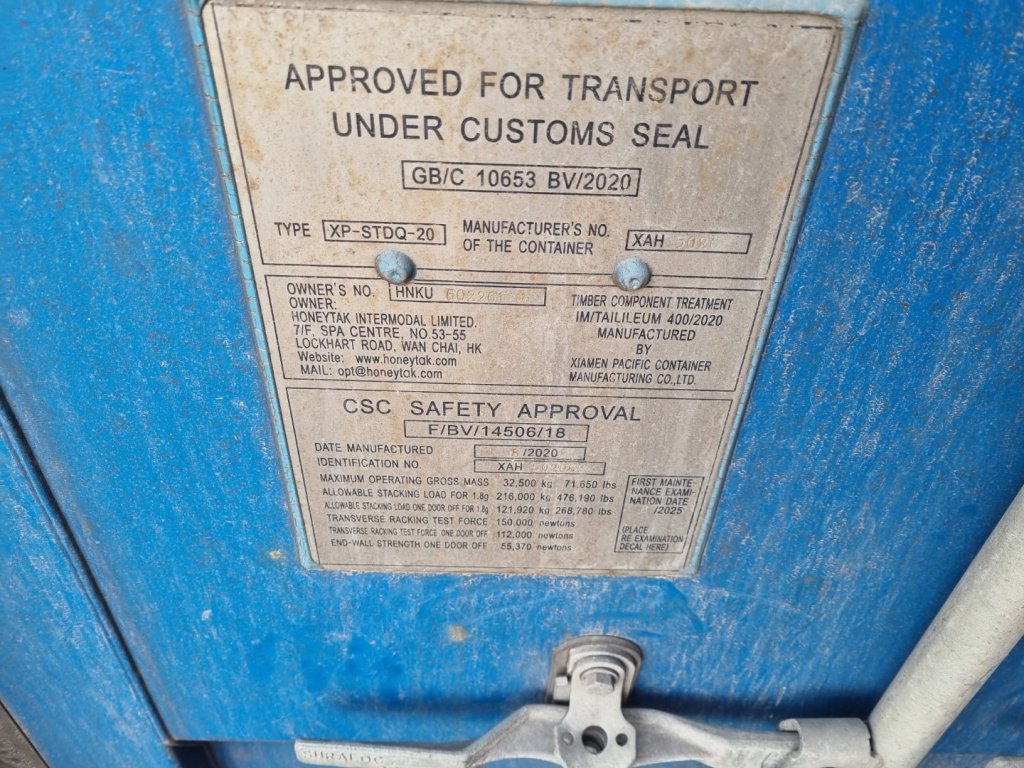 APPROVED FOR TRANSPORT
UNDER CUSTOMS SEAL
GB/C 10653 BV/2020
TYPE XP-STDQ-20
MANUFACTURER'S NO.
OF THE CONTAINER
XAH
OWNER'S NO. HNKU
OWNER:
HONEYTAK INTERMODAL LIMITED.
7/F, SPA CENTRE, NO.53-55
LOCKHART ROAD, WAN CHAI, HK
Website: www.honeytak.com
MAIL: opt@honeytak.com
TIMBER COMPONENT TREATMENT
IM/TAILILEUM 400/2020
MANUFACTURED
BY
XIAMEN PACIFIC CONTAINER
MANUFACTURING CO.,LTD.
CSC SAFETY APPROVAL
F/BV/14506/18
DATE MANUFACTURED /2020
IDENTIFICATION NO. XAH
MAXIMUM OPERATING GROSS MASS 32,500 kg 71,650 lbs
ALLOWABLE STACKING LOAD FOR 1.8g 216,000 kg 476,190 lbs
ALLOWABLE STACKING LOAD ONE DOOR OFF FOR 1.8g 121,920 kg 268,780 lbs
TRANSVERSE RACKING TEST FORCE 150,000 newtons
TRANSVERSE RACKING TEST FORCE ONE DOOR OFF 112,000 newtons
END-WALL STRENGTH ONE DOOR OFF 55,370 newtons
FIRST MAINTE-
NANCE EXAMI-
NATION DATE
/2025
(PLACE
RE EXAMINATION
DECAL HERE)